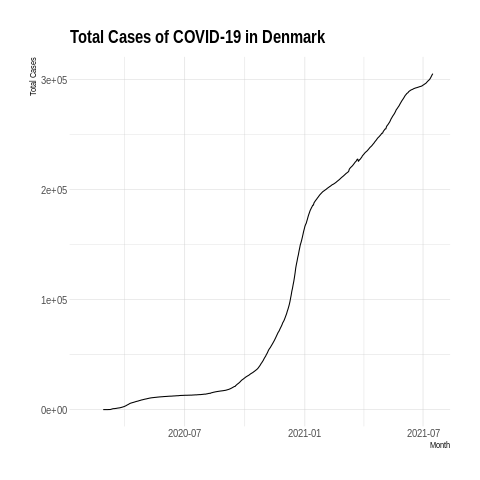 Total Cases of COVID-19 in Denmark
Total Cases
3e+05
2e+05
1e+05
0e+00
2020-07
2021-01
2021-07
Month